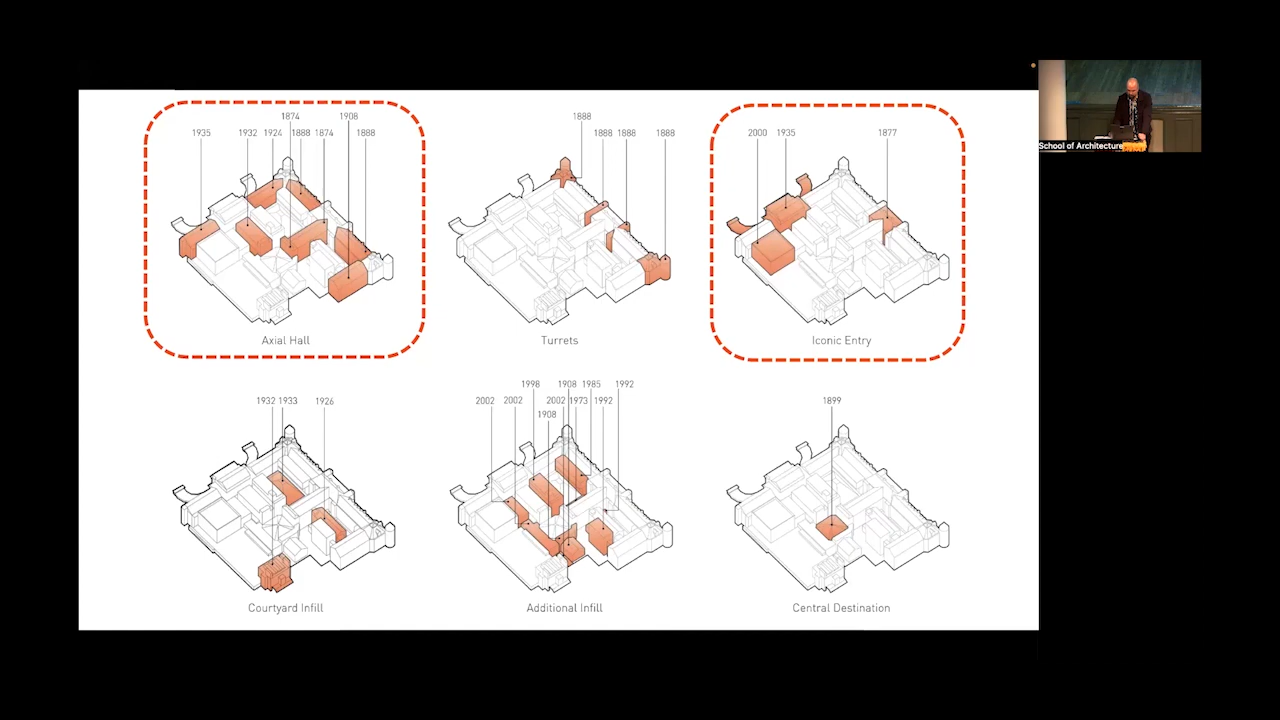 1874 1908
1935 1932 1924 1888 1874 1888
Axial Hall
1888
1888 1888 1888
Turrets
2000 1935 1877
Iconic Entry
School of Architecture
1932 1933 1926
Courtyard Infill
1998 1908 1985 1992
2002 2002 2002 1973 1992
1908
Additional Infill
1899
Central Destination